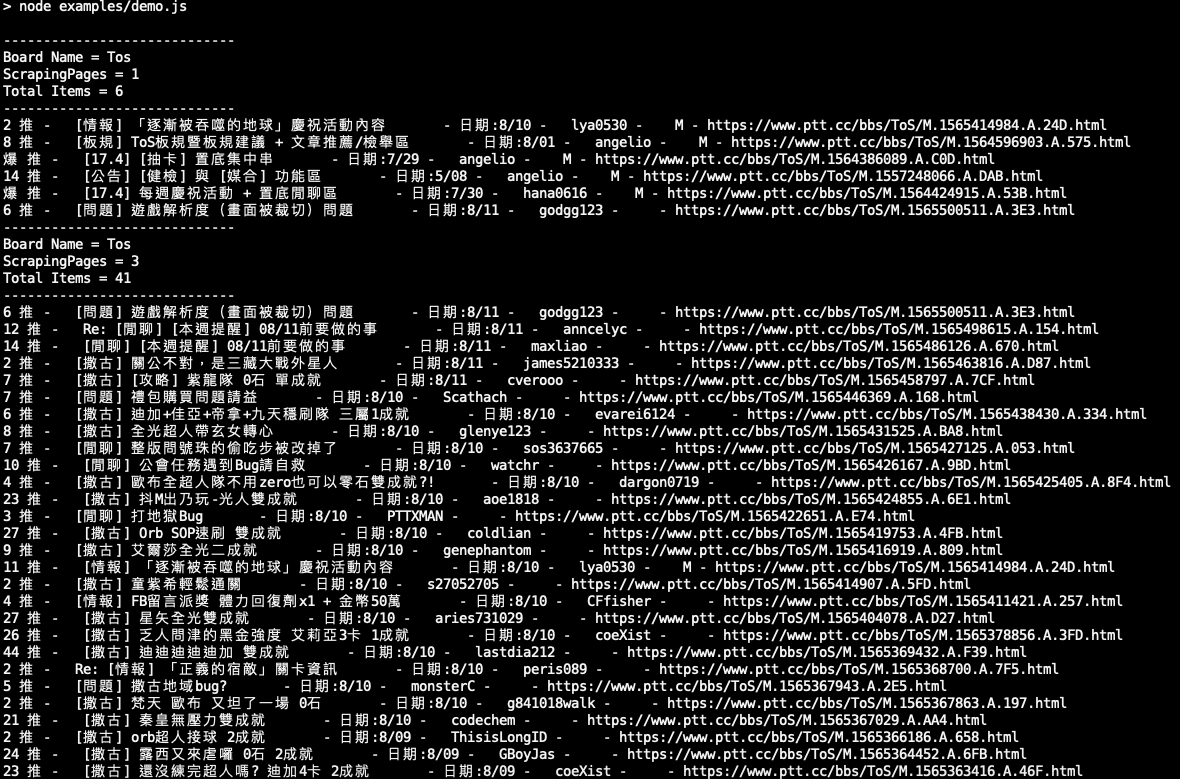 > node examples/demo.js
-----------------------------
Board Name = Tos
ScrapingPages = 1
Total Items = 6
-----------------------------
2 推 - [情報] 「逐漸被吞噬的地球」慶祝活動內容 - 日期:8/10 - lya0530 - M - https://www.ptt.cc/bbs/ToS/M.1565414984.A.24D.html
8 推 - [板規] ToS板規暨板規建議 + 文章推薦/檢舉區 - 日期:8/01 - angelio - M - https://www.ptt.cc/bbs/ToS/M.1564596903.A.575.html
爆 推 - [17.4] [抽卡] 置底集中串 - 日期:7/29 - angelio - M - https://www.ptt.cc/bbs/ToS/M.1564386089.A.C0D.html
14 推 - [公告] [健檢] 與 [媒合] 功能區 - 日期:5/08 - angelio - M - https://www.ptt.cc/bbs/ToS/M.1557248066.A.DAB.html
爆 推 - [17.4] 每週慶祝活動 + 置底閒聊區 - 日期:7/30 - hana0616 - M - https://www.ptt.cc/bbs/ToS/M.1564424915.A.53B.html
6 推 - [問題] 遊戲解析度 (畫面被裁切) 問題 - 日期:8/11 - godgg123 - - https://www.ptt.cc/bbs/ToS/M.1565500511.A.3E3.html
-----------------------------
Board Name = Tos
ScrapingPages = 3
Total Items = 41
-----------------------------
6 推 - [問題] 遊戲解析度 (畫面被裁切) 問題 - 日期:8/11 - godgg123 - - https://www.ptt.cc/bbs/ToS/M.1565500511.A.3E3.html
12 推 - Re: [閒聊] [本週提醒] 08/11前要做的事 - 日期:8/11 - anncelyc - - https://www.ptt.cc/bbs/ToS/M.1565498615.A.154.html
14 推 - [閒聊] [本週提醒] 08/11前要做的事 - 日期:8/11 - maxliao - - https://www.ptt.cc/bbs/ToS/M.1565486126.A.670.html
2 推 - [撒古] 關公不對，是三藏大戰外星人 - 日期:8/11 - james5210333 - - https://www.ptt.cc/bbs/ToS/M.1565463816.A.D87.html
7 推 - [撒古] [攻略] 紫龍隊 0石 單成就 - 日期:8/11 - cverooo - - https://www.ptt.cc/bbs/ToS/M.1565458797.A.7CF.html
7 推 - [問題] 禮包購買問題請益 - 日期:8/10 - Scathach - - https://www.ptt.cc/bbs/ToS/M.1565446369.A.168.html
6 推 - [撒古] 迪加+佳亞+帝拿+九天穩刷隊 三屬1成就 - 日期:8/10 - evarei6124 - - https://www.ptt.cc/bbs/ToS/M.1565438430.A.334.html
8 推 - [撒古] 全光超人帶玄女轉心 - 日期:8/10 - glenye123 - - https://www.ptt.cc/bbs/ToS/M.1565431525.A.BA8.html
7 推 - [閒聊] 整版問號珠的偷吃步被改掉了 - 日期:8/10 - sos3637665 - - https://www.ptt.cc/bbs/ToS/M.1565427125.A.053.html
10 推 - [閒聊] 公會任務遇到Bug請自救 - 日期:8/10 - watchr - - https://www.ptt.cc/bbs/ToS/M.1565426167.A.9BD.html
4 推 - [撒古] 歐布全超人隊不用zero也可以零石雙成就?! - 日期:8/10 - dargon0719 - - https://www.ptt.cc/bbs/ToS/M.1565425405.A.8F4.html
23 推 - [撒古] 抖M出乃玩-光人雙成就 - 日期:8/10 - aoe1818 - - https://www.ptt.cc/bbs/ToS/M.1565424855.A.6E1.html
3 推 - [閒聊] 打地獄Bug - 日期:8/10 - PTTXMAN - - https://www.ptt.cc/bbs/ToS/M.1565422651.A.E74.html
27 推 - [撒古] Orb SOP速刷 雙成就 - 日期:8/10 - coldlian - - https://www.ptt.cc/bbs/ToS/M.1565419753.A.4FB.html
9 推 - [撒古] 艾爾莎全光二成就 - 日期:8/10 - genephantom - - https://www.ptt.cc/bbs/ToS/M.1565416919.A.809.html
11 推 - [情報] 「逐漸被吞噬的地球」慶祝活動內容 - 日期:8/10 - lya0530 - M - https://www.ptt.cc/bbs/ToS/M.1565414984.A.24D.html
2 推 - [撒古] 童紫希輕鬆通關 - 日期:8/10 - s27052705 - - https://www.ptt.cc/bbs/ToS/M.1565414907.A.5FD.html
4 推 - [情報] FB留言派獎 體力回復劑x1 + 金幣50萬 - 日期:8/10 - CFfisher - - https://www.ptt.cc/bbs/ToS/M.1565411421.A.257.html
27 推 - [撒古] 星矢全光雙成就 - 日期:8/10 - aries731029 - - https://www.ptt.cc/bbs/ToS/M.1565404078.A.D27.html
26 推 - [撒古] 乏人問津的黑金強度 艾莉亞3卡 1成就 - 日期:8/10 - coeXist - - https://www.ptt.cc/bbs/ToS/M.1565378856.A.3FD.html
44 推 - [撒古] 迪迪迪迪迪加 雙成就 - 日期:8/10 - lastdia212 - - https://www.ptt.cc/bbs/ToS/M.1565369432.A.F39.html
2 推 - Re: [情報] 「正義的宿敵」關卡資訊 - 日期:8/10 - peris089 - - https://www.ptt.cc/bbs/ToS/M.1565368700.A.7F5.html
5 推 - [問題] 撒古地域bug? - 日期:8/10 - monsterC - - https://www.ptt.cc/bbs/ToS/M.1565367943.A.2E5.html
2 推 - [撒古] 梵天 歐布 又坦了一場 0石 - 日期:8/10 - g841018walk - - https://www.ptt.cc/bbs/ToS/M.1565367863.A.197.html
21 推 - [撒古] 秦皇無壓力雙成就 - 日期:8/10 - codechem - - https://www.ptt.cc/bbs/ToS/M.1565367029.A.AA4.html
2 推 - [撒古] orb超人接球 2成就 - 日期:8/09 - ThisisLongID - - https://www.ptt.cc/bbs/ToS/M.1565366186.A.658.html
24 推 - [撒古] 露西又來虐囉 0石 2成就 - 日期:8/09 - GBoyJas - - https://www.ptt.cc/bbs/ToS/M.1565364452.A.6FB.html
23 推 - [撒古] 還沒練完超人嗎? 迪加4卡 2成就 - 日期:8/09 - coeXist - - https://www.ptt.cc/bbs/ToS/M.1565363416.A.46F.html